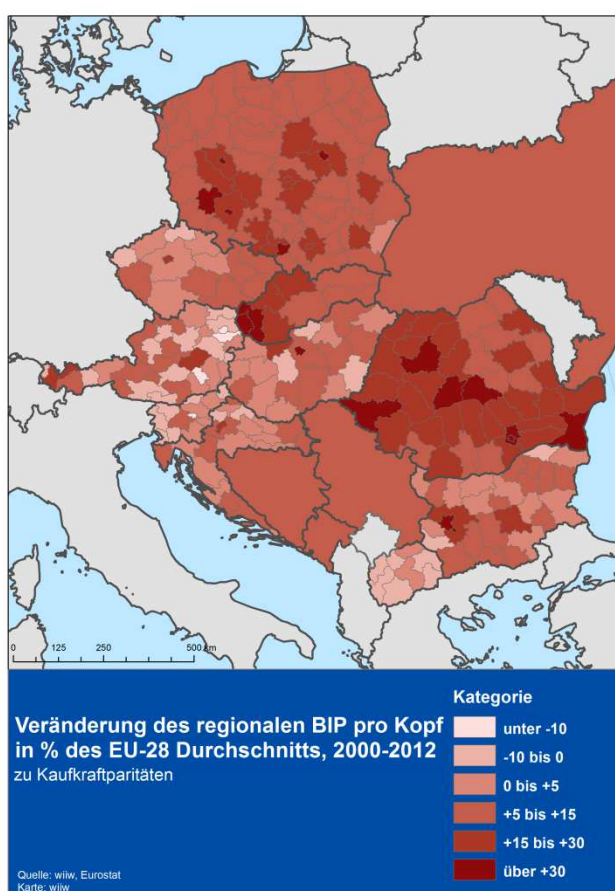 0 125 250 500 km
Veränderung des regionalen BIP pro Kopf
in % des EU-28 Durchschnitts, 2000-2012
zu Kaufkraftparitäten
Quelle: wiiw, Eurostat
Karte: wiiw
Kategorie
unter -10
-10 bis 0
0 bis +5
+5 bis +15
+15 bis +30
über +30